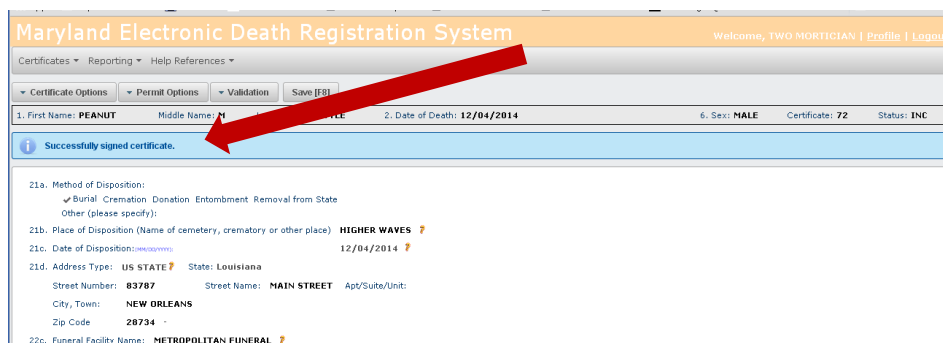 Maryland Electronic Death Registration System
Welcome, TWO MORTICIAN | Profile | Logou
Certificates Reporting Help References
Certificate Options Permit Options Validation Save [F8]
1. First Name: PEANUT Middle Name: M 2. Date of Death: 12/04/2014 6. Sex: MALE Certificate: 72 Status: INC
Successfully signed certificate.
21a. Method of Disposition:
Burial Cremation Donation Entombment Removal from State
Other (please specify):
21b. Place of Disposition (Name of cemetery, crematory or other place) HIGHER WAVES
21c. Date of Disposition:(MM/DD/YYYY): 12/04/2014
21d. Address Type: US STATE State: Louisiana
Street Number: 83787 Street Name: MAIN STREET Apt/Suite/Unit:
City, Town: NEW ORLEANS
Zip Code 28734 -
22c. Funeral Facility Name: METROPOLITAN FUNERAL